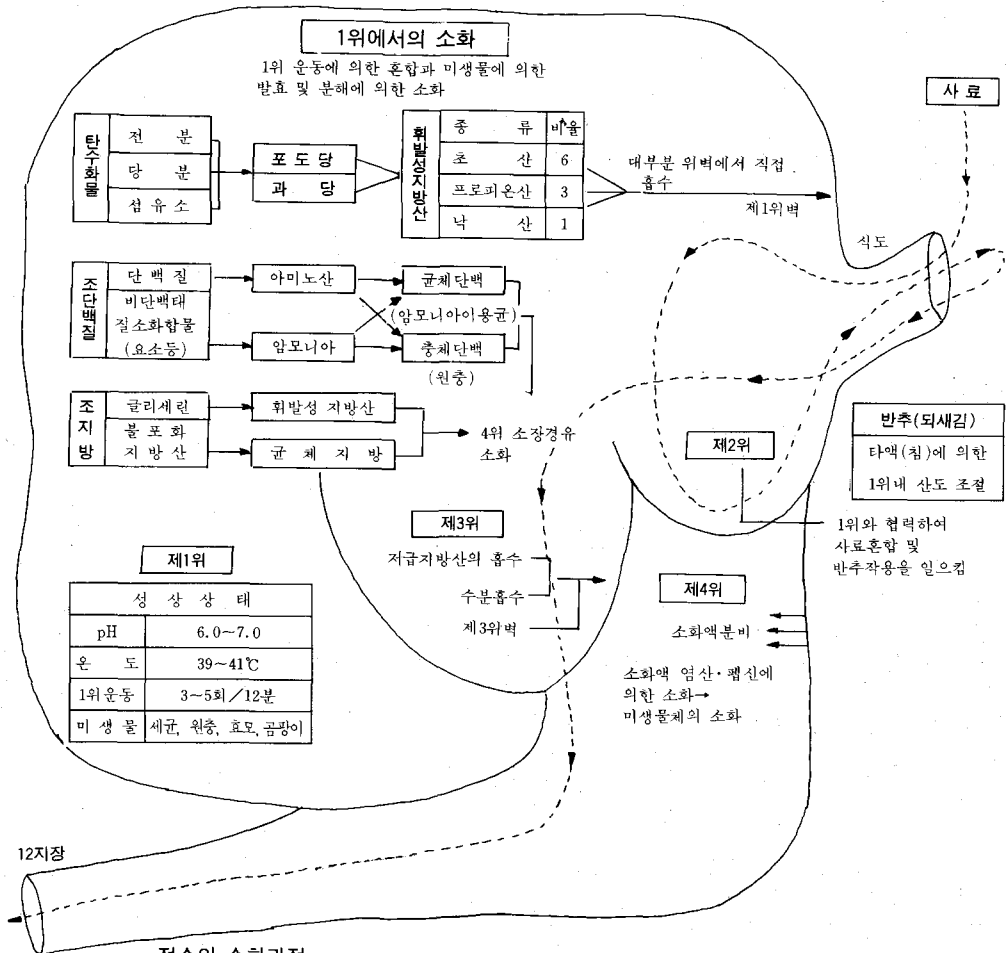 1위에서의 소화
1위 운동에 의한 혼합과 미생물에 의한
발효 및 분해에 의한 소화
사 료
탄수화물
전 분
당 분
섬유소
포도당
과 당
휘발성지방산
종 류 비율
초 산 6
프로피온산 3
낙 산 1
대부분 위벽에서 직접
흡수
제1위벽
식도
조단백질
단백질
비단백태
질소화합물
(요소등)
아미노산
암모니아
균체단백
(암모니아이용균)
충체단백
(원충)
조지방
글리세린
불포화
지방산
휘발성 지방산
균체지방
4위 소장경유
소화
제2위
반추(되새김)
타액(침)에 의한
1위내 산도 조절
1위와 협력하여
사료혼합 및
반추작용을 일으킴
제3위
저급지방산의 흡수
수분흡수
제3위벽
제4위
소화액분비
소화액 염산·펩신에
의한 소화→
미생물체의 소화
제1위
성 상 상 태
pH 6.0~7.0
온 도 39~41℃
1위운동 3~5회/12분
미생물 세균, 원충, 효모, 곰팡이
12지장